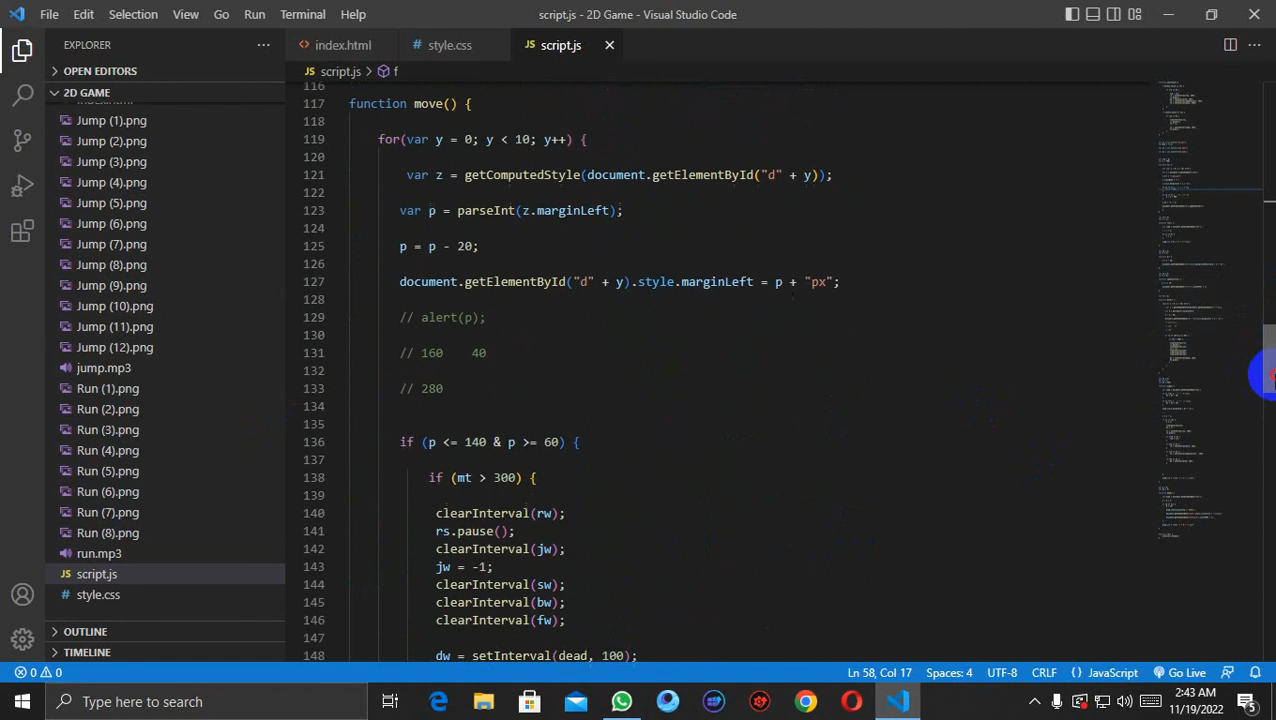 File Edit Selection View Go Run Terminal Help
script.js - 2D Game - Visual Studio Code
EXPLORER
index.html
style.css
script.js
OPEN EDITORS
script.js > f
2D GAME
Jump (1).png
Jump (2).png
Jump (3).png
Jump (4).png
Jump (5).png
Jump (6).png
Jump (7).png
Jump (8).png
Jump (9).png
Jump (10).png
Jump (11).png
Jump (12).png
jump.mp3
Run (1).png
Run (2).png
Run (3).png
Run (4).png
Run (5).png
Run (6).png
Run (7).png
Run (8).png
run.mp3
script.js
style.css
OUTLINE
TIMELINE
116
117 function move() {
118
119 for(var y = y < 10; {
120
121 var z getComputedStyle(document.getElementById("d" + y));
122
123 var p = (z.marginLeft);
124
125 p = p - 20;
126
127 "d" + y) .marginLeft = p + "px";
128
129 // alert(
130
131 // 160 40
132
133 // 280
134
135
136 if (p <= & p >= {
137
138 if (mt > 300) {
139
140
141 rs.
142 clearInterval(jw);
143 jw = -1;
144 clearInterval(sw);
145 clearInterval(bw);
146 clearInterval(fw);
147
148 dw = setInterval(dead, 100);
0 0 Ln 58, Col 17 Spaces: 4 UTF-8 CRLF {} JavaScript Go Live
Type here to search
2:43 AM
11/19/2022
5